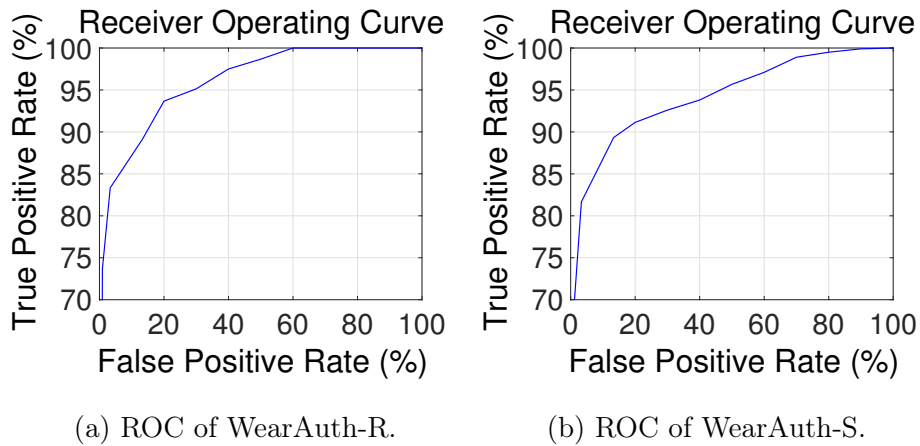 Receiver Operating Curve
True Positive Rate (%)
100
95
90
85
80
75
70
0 20 40 60 80 100
False Positive Rate (%)
(a) ROC of WearAuth-R.
Receiver Operating Curve
True Positive Rate (%)
100
95
90
85
80
75
70
0 20 40 60 80 100
False Positive Rate (%)
(b) ROC of WearAuth-S.